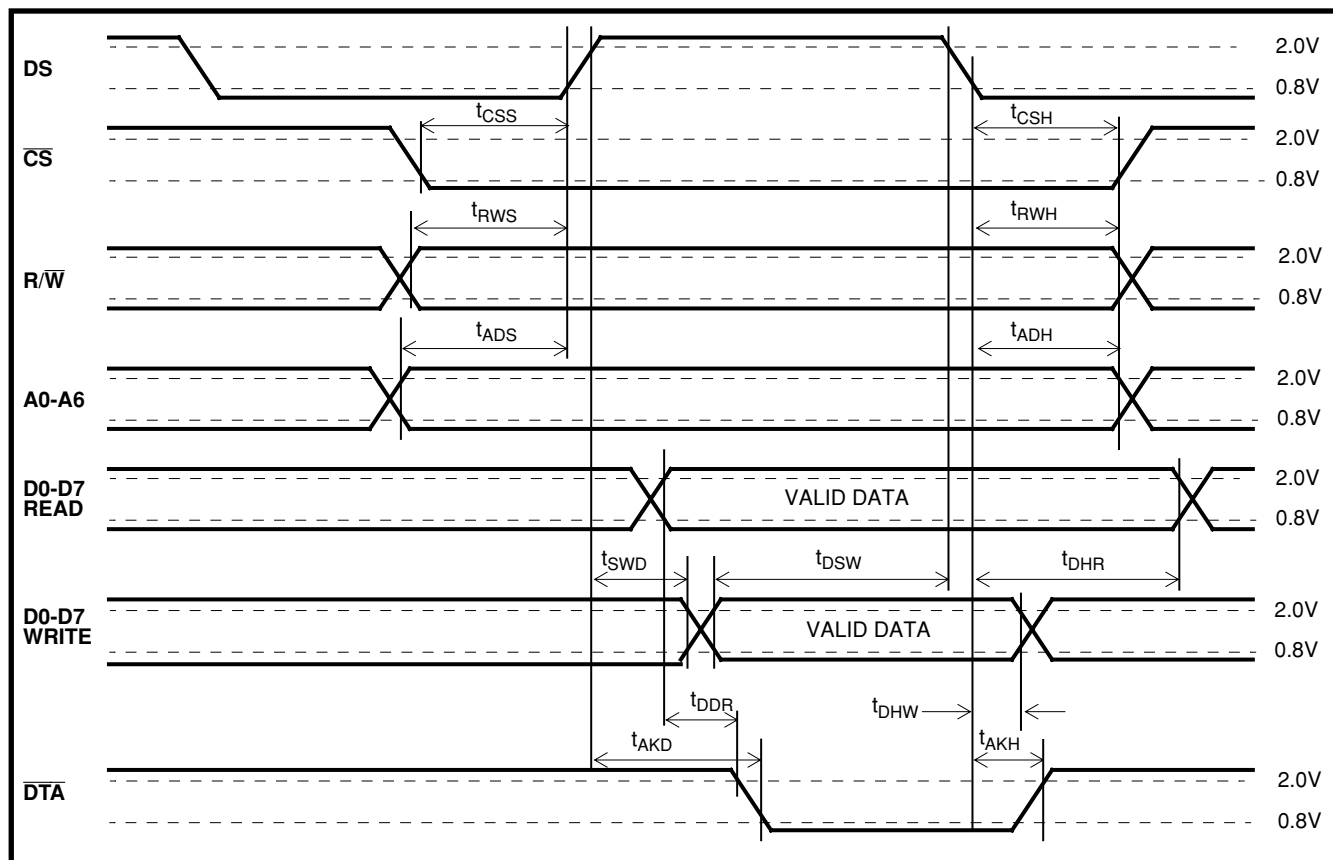 DS
2.0V
0.8V
tCSS
tCSH
CS
2.0V
0.8V
tRWS
tRWH
R/W
2.0V
0.8V
tADS
tADH
A0-A6
2.0V
0.8V
D0-D7
READ
VALID DATA
2.0V
0.8V
tSWD
tDSW
tDHR
D0-D7
WRITE
VALID DATA
2.0V
0.8V
tDDR
tDHW
tAKD
tAKH
DTA
2.0V
0.8V